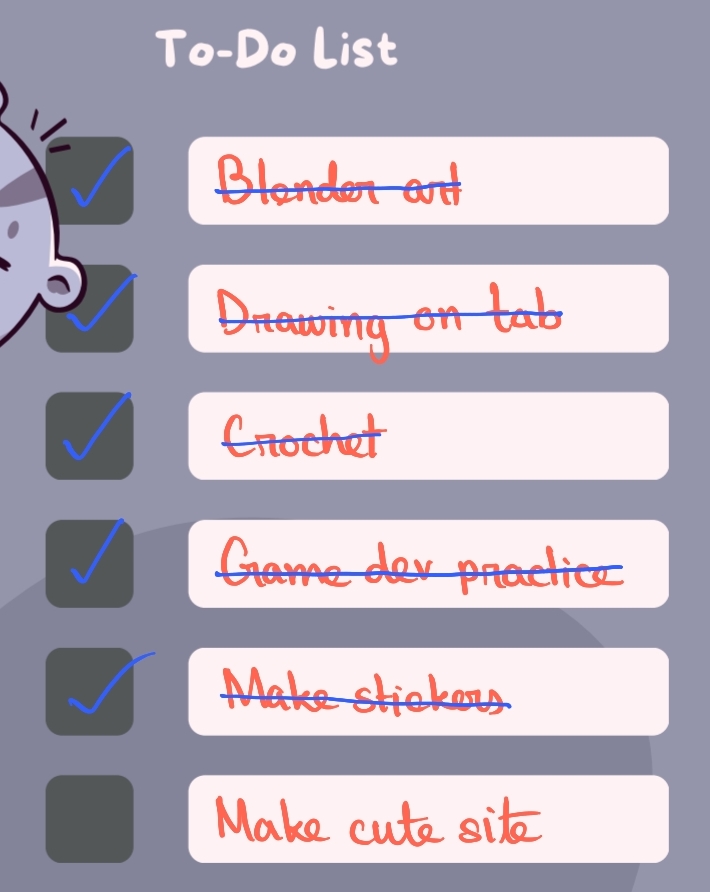 To-Do List
Blender art
Drawing on tab
Crochet
Game dev practice
Make stickers
Make cute site